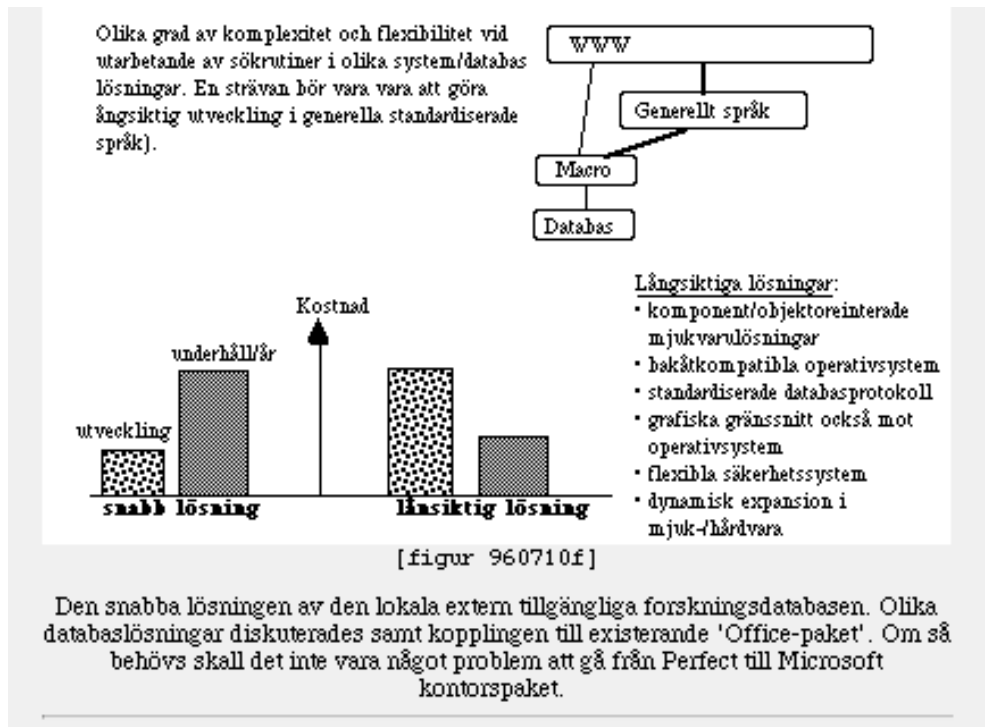 Olika grad av komplexitet och flexibilitet vid
utarbetande av sökrutiner i olika system/databas
lösningar. En strävan bör vara vara att göra
ångsiktig utveckling i generella standardiserade
språk).
WWW
Generellt språk
Macro
Databas
Kostnad
underhåll/år
utveckling
snabb lösning
lånsiktig lösning
Långsiktiga lösningar:
• komponent/objektoreinterade
mjukvarulösningar
• bakåtkompatibla operativsystem
• standardiserade databasprotokoll
• grafiska gränssnitt också mot
operativsystem
• flexibla säkerhetssystem
• dynamisk expansion i
mjuk-/hårdvara
[figur 960710f]
Den snabba lösningen av den lokala extern tillgängliga forskningsdatabasen. Olika
databaslösningar diskuterades samt kopplingen till existerande 'Office-paket'. Om så
behövs skall det inte vara något problem att gå från Perfect till Microsoft
kontorspaket.